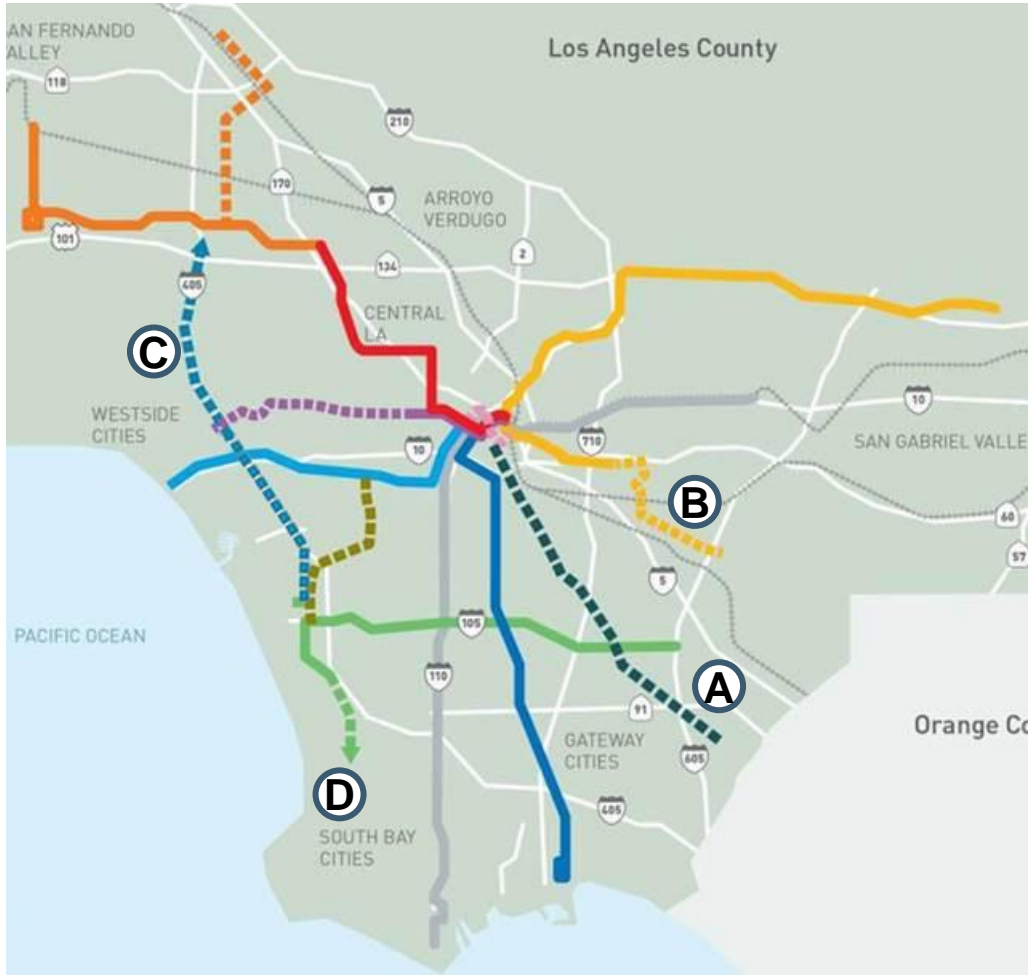 AN FERNANDO
ALLEY
Los Angeles County
118
210
170
5
ARROYO
VERDUGO
101
2
134
405
CENTRAL
LA
C
WESTSIDE
CITIES
10
710
10
SAN GABRIEL VALLE
B
60
57
5
PACIFIC OCEAN
105
110
A
91
Orange Co
GATEWAY
CITIES
605
D
405
SOUTH BAY
CITIES